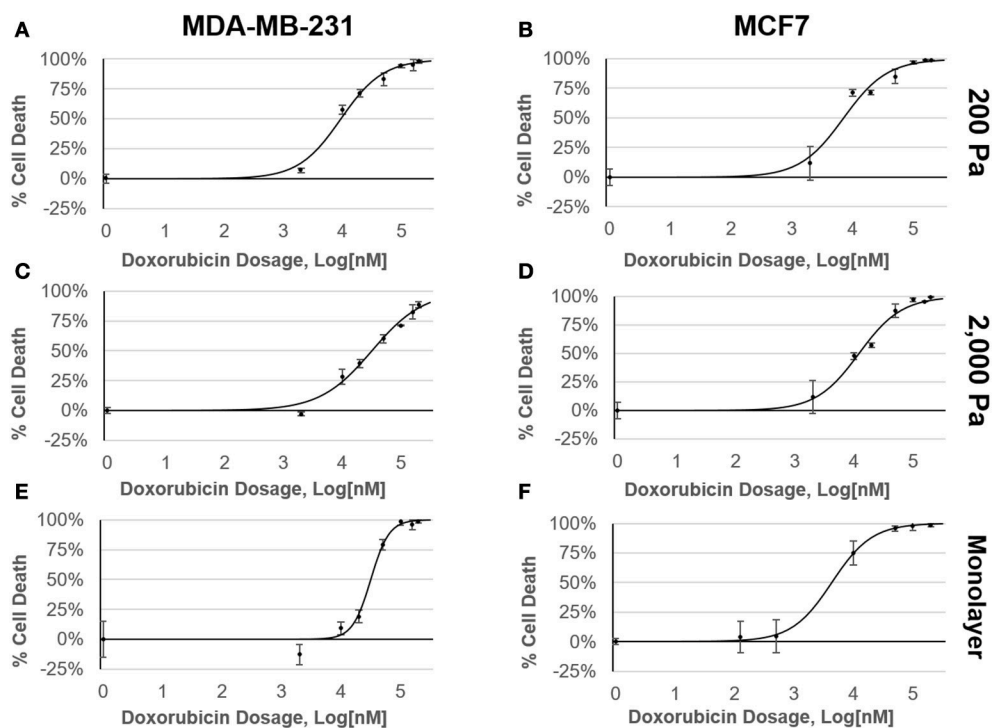 MDA-MB-231
MCF7
A
% Cell Death
100%
75%
50%
25%
0%
-25%
0 1 2 3 4 5
Doxorubicin Dosage, Log[nM]
B
% Cell Death
100%
75%
50%
25%
0%
-25%
0 1 2 3 4 5
Doxorubicin Dosage, Log[nM]
200 Pa
C
% Cell Death
100%
75%
50%
25%
0%
-25%
0 1 2 3 4 5
Doxorubicin Dosage, Log[nM]
D
% Cell Death
100%
75%
50%
25%
0%
-25%
0 1 2 3 4 5
Doxorubicin Dosage, Log[nM]
2,000 Pa
E
% Cell Death
100%
75%
50%
25%
0%
-25%
0 1 2 3 4 5
Doxorubicin Dosage, Log[nM]
F
% Cell Death
100%
75%
50%
25%
0%
-25%
0 1 2 3 4 5
Doxorubicin Dosage, Log[nM]
Monolayer